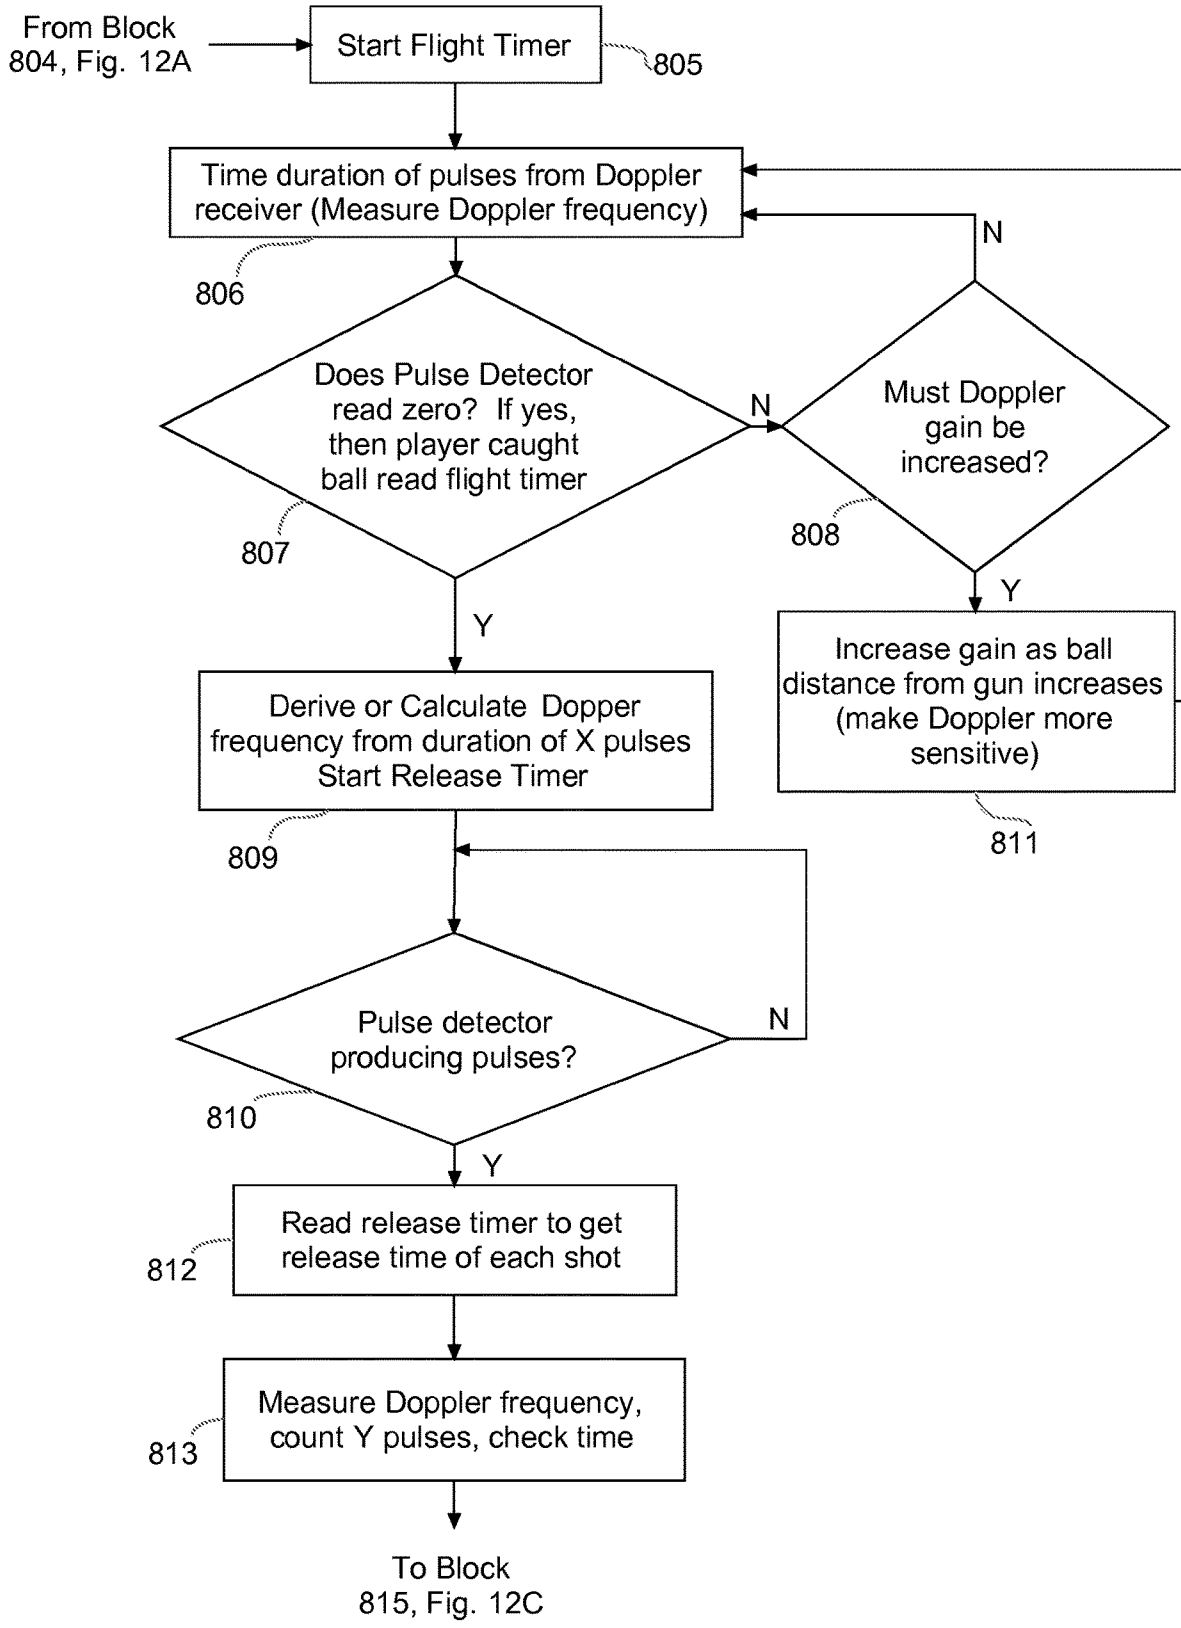 From Block
804, Fig. 12A
Start Flight Timer
805
Time duration of pulses from Doppler
receiver (Measure Doppler frequency)
806
N
Does Pulse Detector
read zero? If yes,
then player caught
ball read flight timer
807
N
Must Doppler
gain be
increased?
808
Y
Y
Increase gain as ball
distance from gun increases
(make Doppler more
sensitive)
811
Derive or Calculate Dopper
frequency from duration of X pulses
Start Release Timer
809
Pulse detector
producing pulses?
N
810
Y
Read release timer to get
release time of each shot
812
Measure Doppler frequency,
count Y pulses, check time
813
To Block
815, Fig. 12C